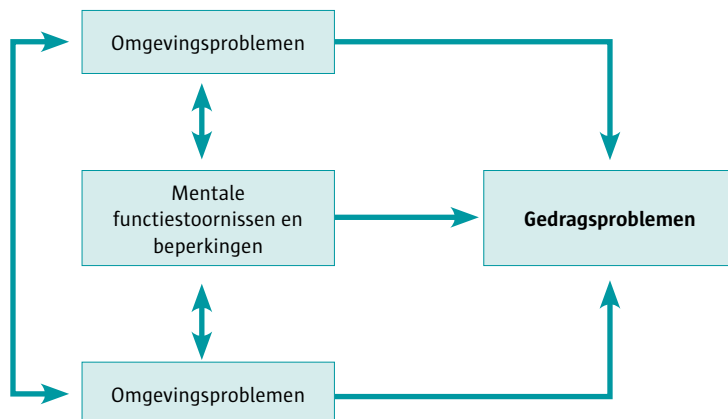 Omgevingsproblemen
Mentale
functiestoornissen en
beperkingen
Gedragsproblemen
Omgevingsproblemen